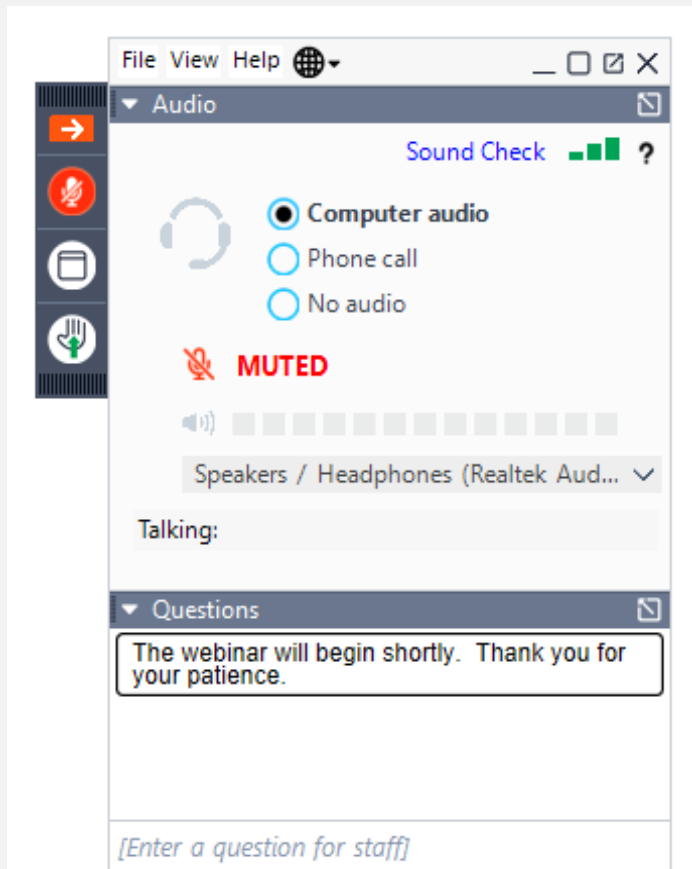 File View Help
Audio
Sound Check ?
Computer audio
Phone call
No audio
MUTED
Speakers / Headphones (Realtek Aud...
Talking:
Questions
The webinar will begin shortly.  Thank you for
your patience.
[Enter a question for staff]